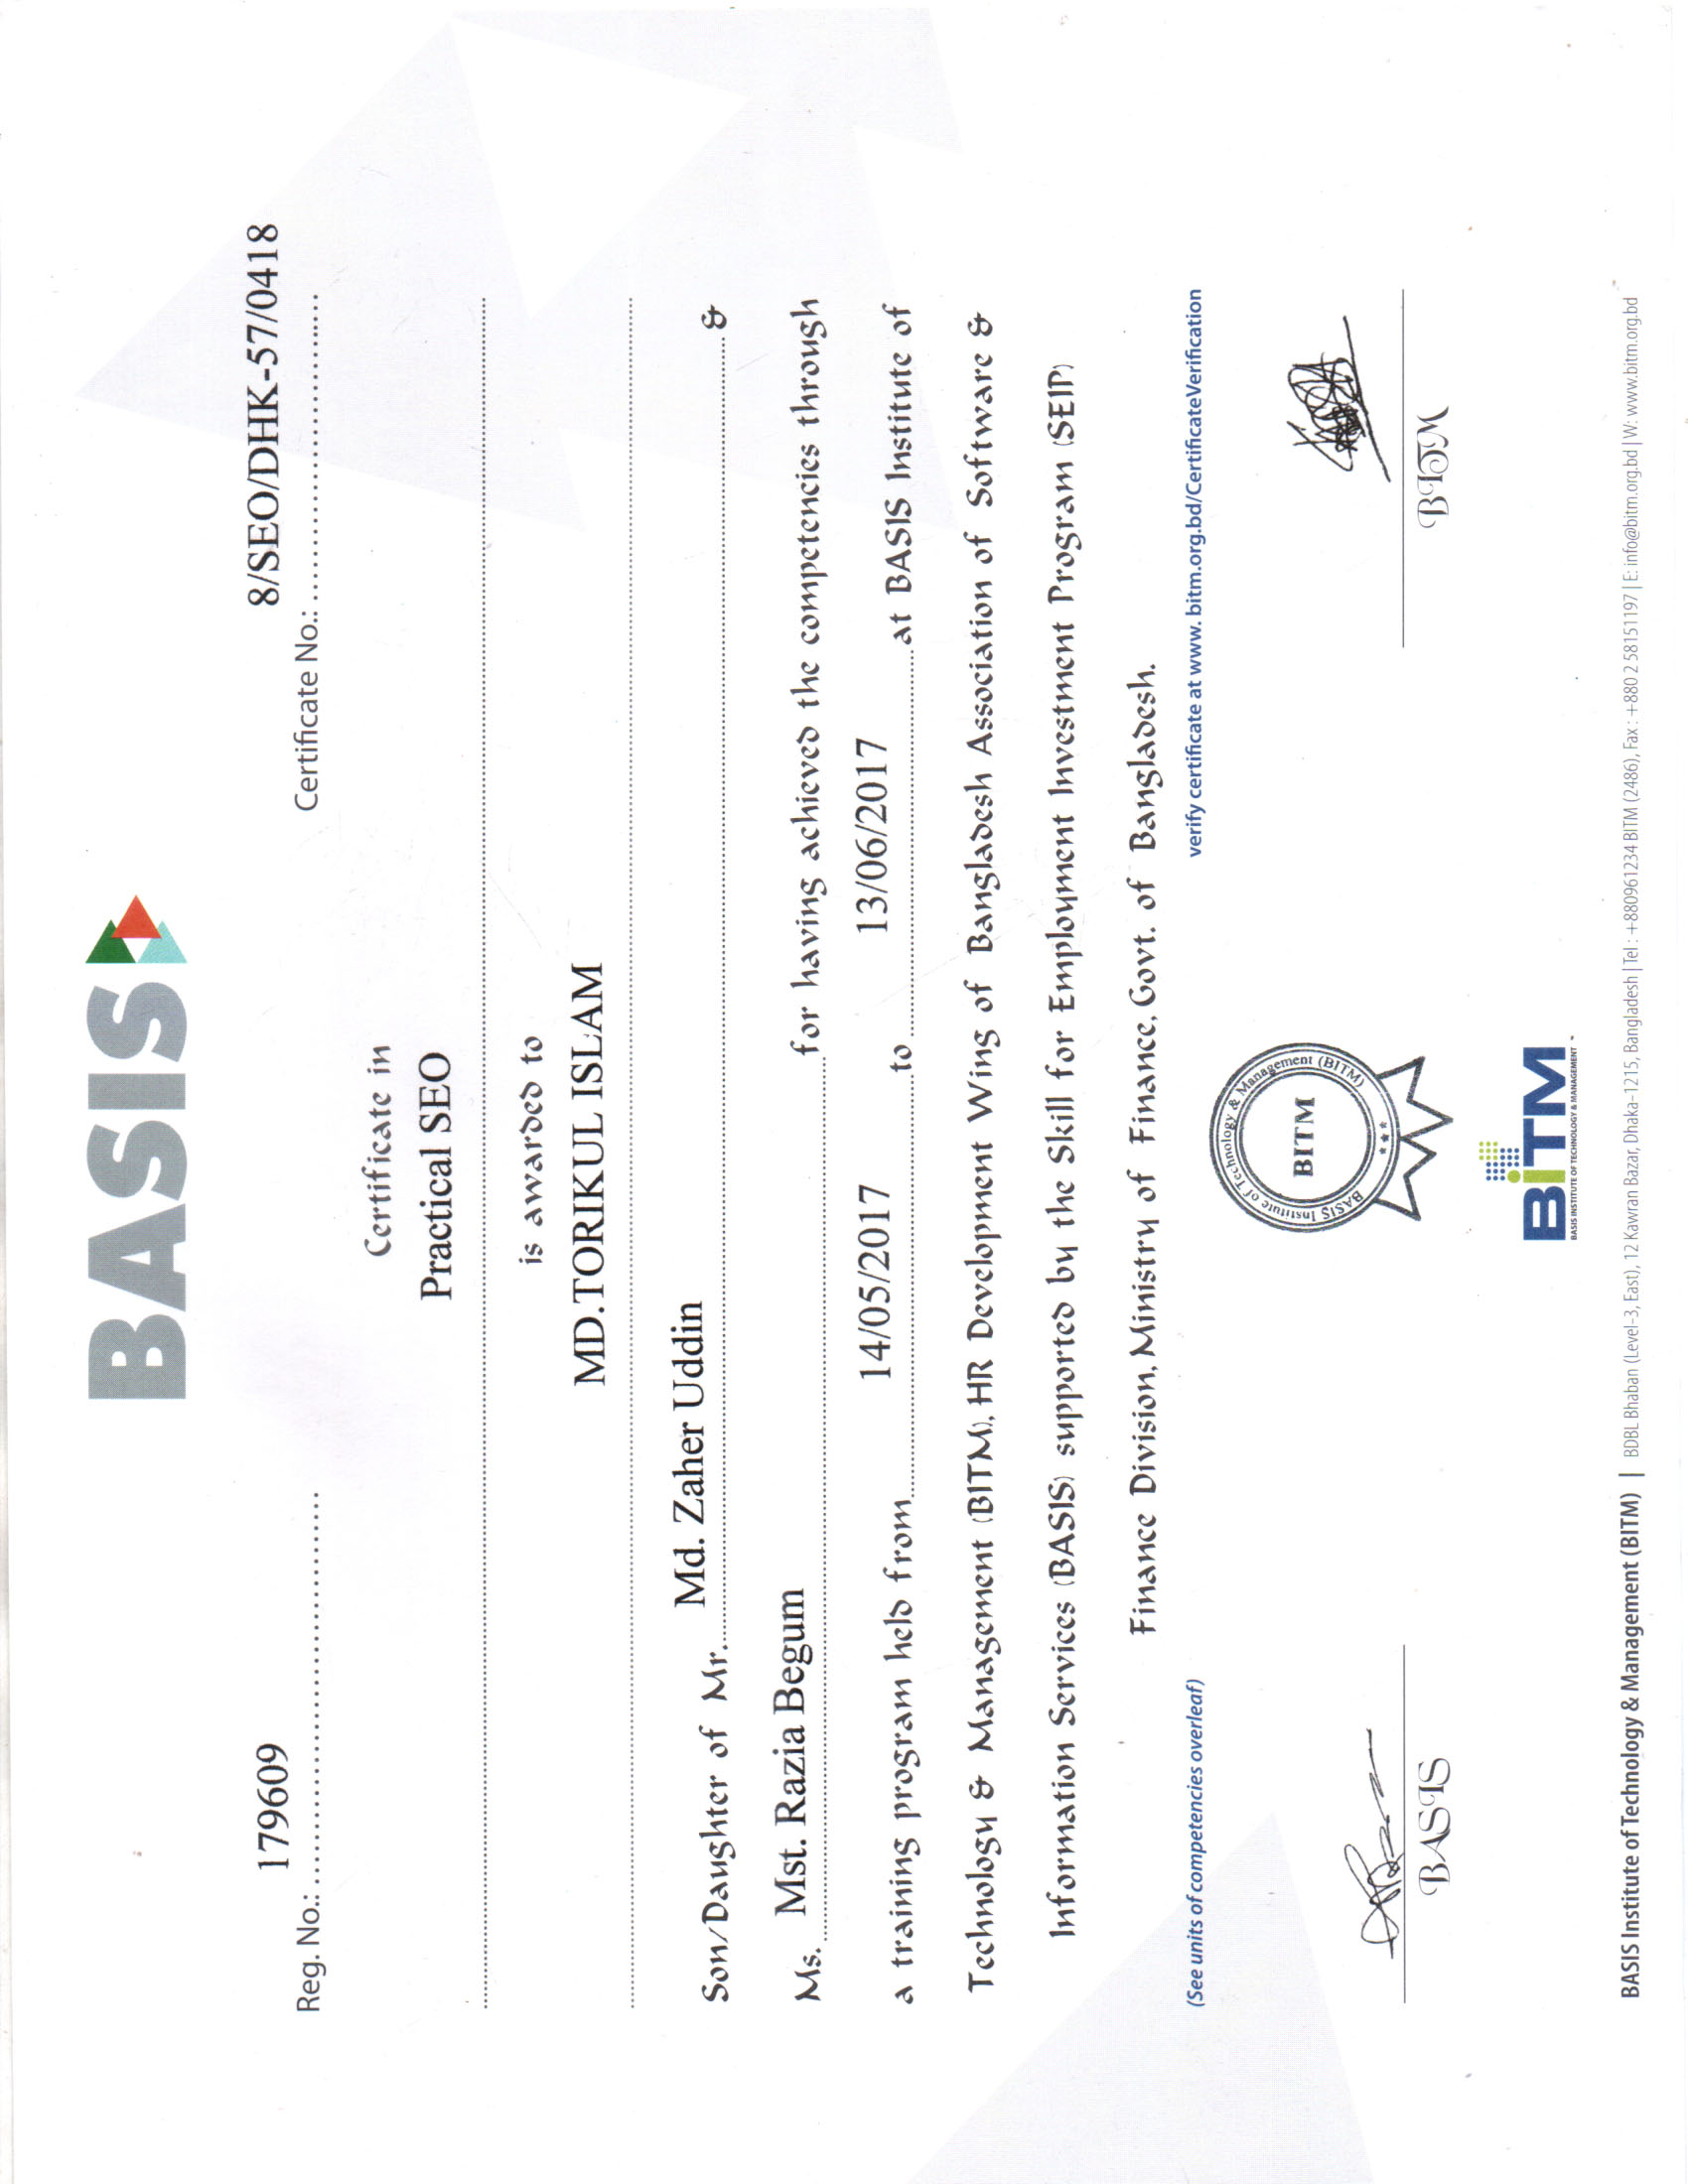 BASIS
179609
Reg. No.: ....................................
8/SEO/DHK-57/0418
Certificate No.: ............................
Certificate in
Practical SEO
is awarded to
MD.TORIKUL ISLAM
Son/Daughter of Mr. Md. Zaher Uddin &
Ms. Mst. Razia Begum for having achieved the competencies through
a training program held from 14/05/2017 to 13/06/2017 at BASIS Institute of
Technology & Management (BITM), HR Development Wing of Bangladesh Association of Software &
Information Services (BASIS) supported by the Skill for Employment Investment Program (SEIP)
Finance Division, Ministry of Finance, Govt. of Bangladesh.
(See units of competencies overleaf)
verify certificate at www. bitm.org.bd/CertificateVerification
BASIS Institute of Technology & Management (BITM)
BITM
BASIS
BITM
BiTM
BASIS INSTITUTE OF TECHNOLOGY & MANAGEMENT ™
BASIS Institute of Technology & Management (BITM) | BDBL Bhaban (Level-3, East), 12 Kawran Bazar, Dhaka-1215, Bangladesh | Tel : +880961234 BITM (2486), Fax : +880 2 58151197 | E: info@bitm.org.bd | W: www.bitm.org.bd